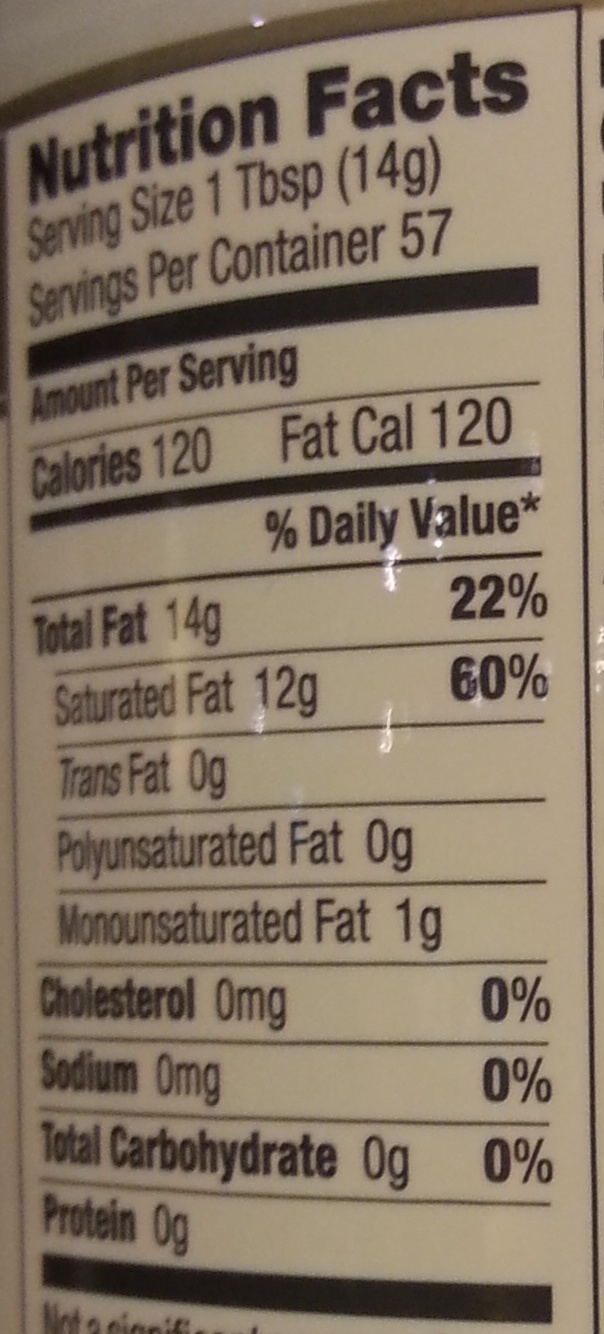 Nutrition Facts
Serving Size 1 Tbsp (14g)
Servings Per Container 57
Amount Per Serving
Calories 120 Fat Cal 120
% Daily Value*
Total Fat 14g 22%
Saturated Fat 12g 60%
Trans Fat 0g
Polyunsaturated Fat 0g
Monounsaturated Fat 1g
Cholesterol 0mg 0%
Sodium 0mg 0%
Total Carbohydrate 0g 0%
Protein 0g
Not a